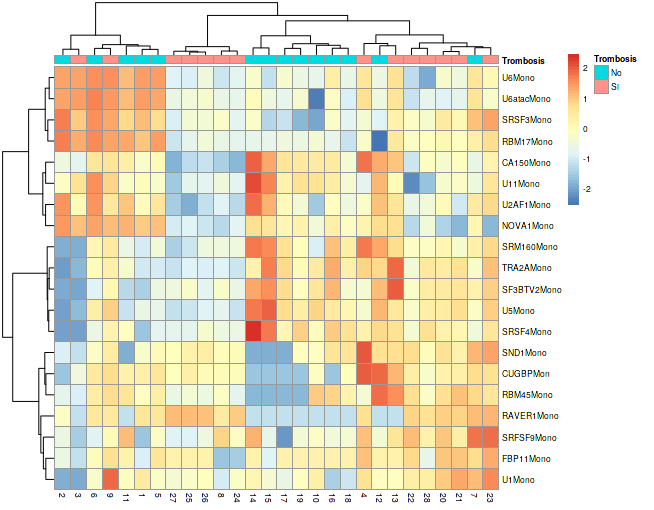 Trombosis
Trombosis
No
SI
2
1
0
-1
-2
U6Mono
U6atacMono
SRSF3Mono
RBM17Mono
CA150Mono
U11Mono
U2AF1Mono
NOVA1Mono
SRM160Mono
TRA2AMono
SF3BTV2Mono
U5Mono
SRSF4Mono
SND1Mono
CUGBPMon
RBM45Mono
RAVER1Mono
SRFSF9Mono
FBP11Mono
U1Mono
2 3 6 9 11 1 5 27 25 26 8 24 14 15 17 19 10 16 18 4 12 13 22 28 20 21 7 23